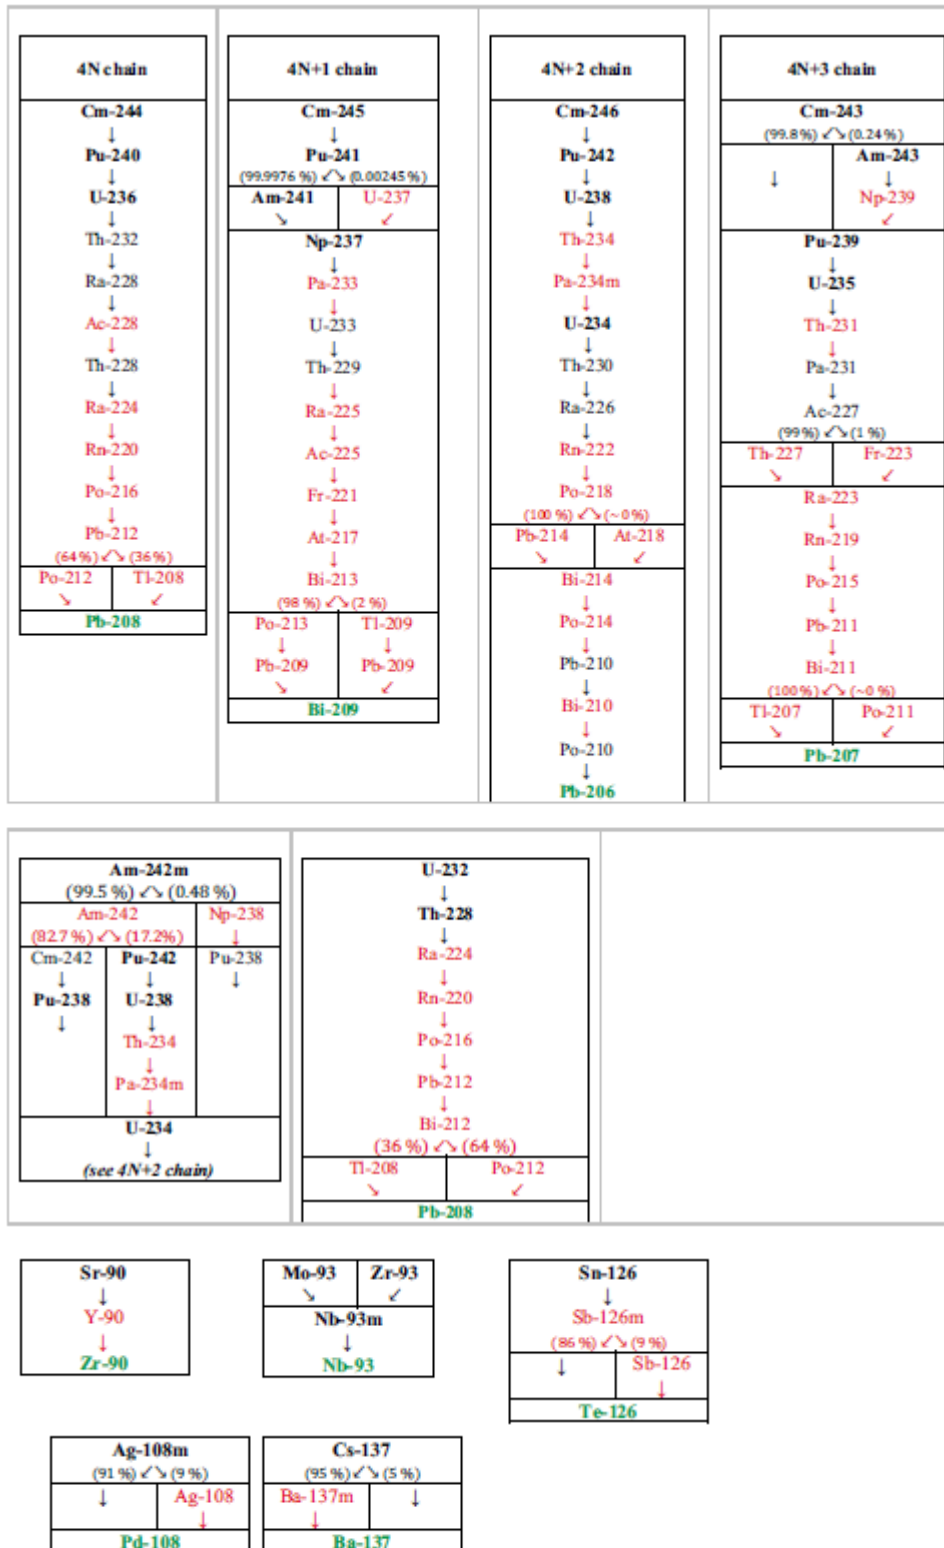 4N chain
Cm-244
↓
Pu-240
↓
U-236
↓
Th-232
↓
Ra-228
↓
Ac-228
↓
Th-228
↓
Ra-224
↓
Rn-220
↓
Po-216
↓
Pb-212
(64 %) ↙↘ (36 %)
Po-212 Tl-208
↘ ↙
Pb-208
4N+1 chain
Cm-245
↓
Pu-241
(99.9976 %) ↙↘ (0.00245 %)
Am-241 U-237
↘ ↙
Np-237
↓
Pa-233
↓
U-233
↓
Th-229
↓
Ra-225
↓
Ac-225
↓
Fr-221
↓
At-217
↓
Bi-213
(98 %) ↙↘ (2 %)
Po-213 Tl-209
↓ ↓
Pb-209 Pb-209
↘ ↙
Bi-209
4N+2 chain
Cm-246
↓
Pu-242
↓
U-238
↓
Th-234
↓
Pa-234m
↓
U-234
↓
Th-230
↓
Ra-226
↓
Rn-222
↓
Po-218
(100 %) ↙↘ (~0 %)
Pb-214 At-218
↘ ↙
Bi-214
↓
Po-214
↓
Pb-210
↓
Bi-210
↓
Po-210
↓
Pb-206
4N+3 chain
Cm-243
(99.8%) ↙↘ (0.24%)
Am-243
↓ ↓
Np-239
↙
Pu-239
↓
U-235
↓
Th-231
↓
Pa-231
↓
Ac-227
(99%) ↙↘ (1 %)
Th-227 Fr-223
↘ ↙
Ra-223
↓
Rn-219
↓
Po-215
↓
Pb-211
↓
Bi-211
(100%) ↙↘ (~0 %)
Tl-207 Po-211
↘ ↙
Pb-207
Am-242m
(99.5 %) ↙↘ (0.48 %)
Am-242 Np-238
(82.7%) ↙↘ (17.2%) ↓
Cm-242 Pu-242 Pu-238
↓ ↓ ↓
Pu-238 U-238
↓ ↓
Th-234
↓
Pa-234m
↓
U-234
↓
(see 4N+2 chain)
U-232
↓
Th-228
↓
Ra-224
↓
Rn-220
↓
Po-216
↓
Pb-212
↓
Bi-212
(36 %) ↙↘ (64 %)
Tl-208 Po-212
↘ ↙
Pb-208
Sr-90
↓
Y-90
↓
Zr-90
Mo-93 Zr-93
↘ ↙
Nb-93m
↓
Nb-93
Sn-126
↓
Sb-126m
(86 %) ↙↘ (9 %)
↓ Sb-126
↓
Te-126
Ag-108m
(91 %) ↙↘ (9 %)
↓ Ag-108
↓
Pd-108
Cs-137
(95 %) ↙↘ (5 %)
Ba-137m ↓
↓
Ba-137